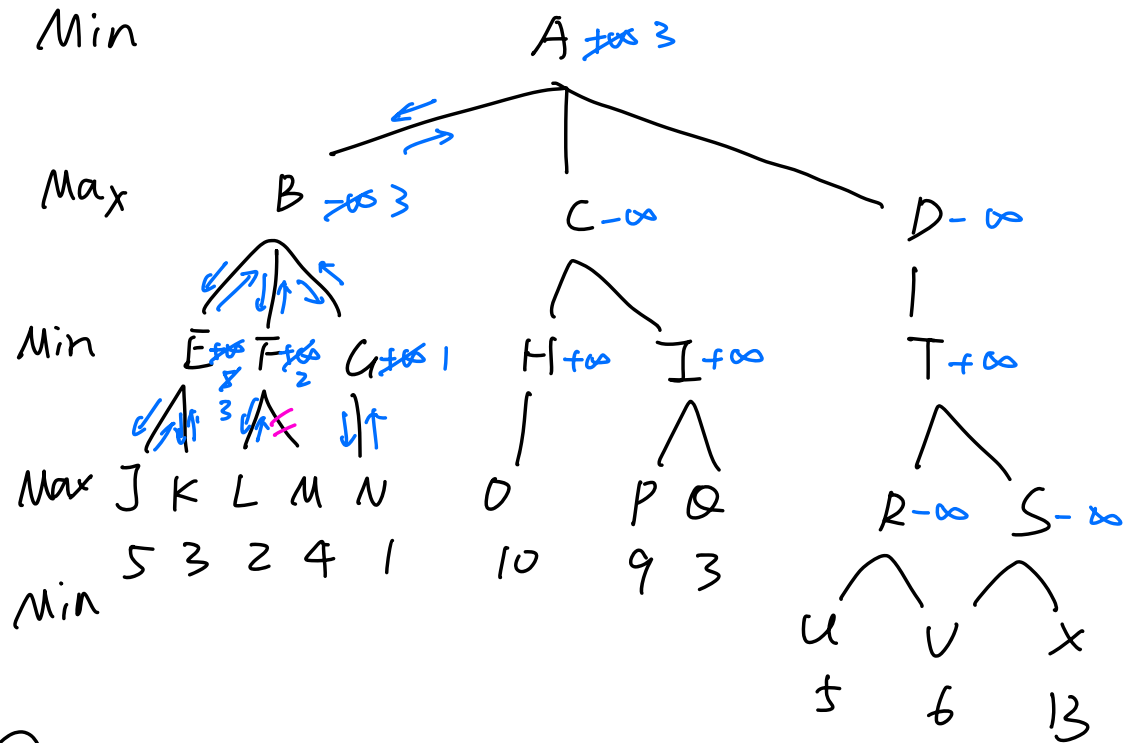 Min A +∞ 3
Max B -∞ 3 C -∞ D - ∞
Min E +∞ 5 3 F +∞ 2 G +∞ 1 H +∞ I +∞ T +∞
Max J K L M N O P Q R -∞ S - ∞
5 3 2 4 1 10 9 3
Min U V X
5 6 13